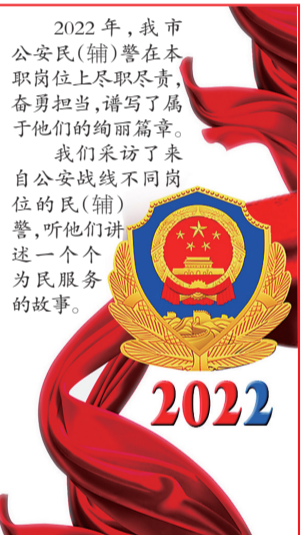 2022年,我市
公安民(辅)警在本
职岗位上尽职尽责,
奋勇担当,谱写了属
于他们的绚丽篇章。
我们采访了来
自公安战线不同岗
位的民(辅)
警,听他们讲
述一个个
为民服务
的故事。
2022